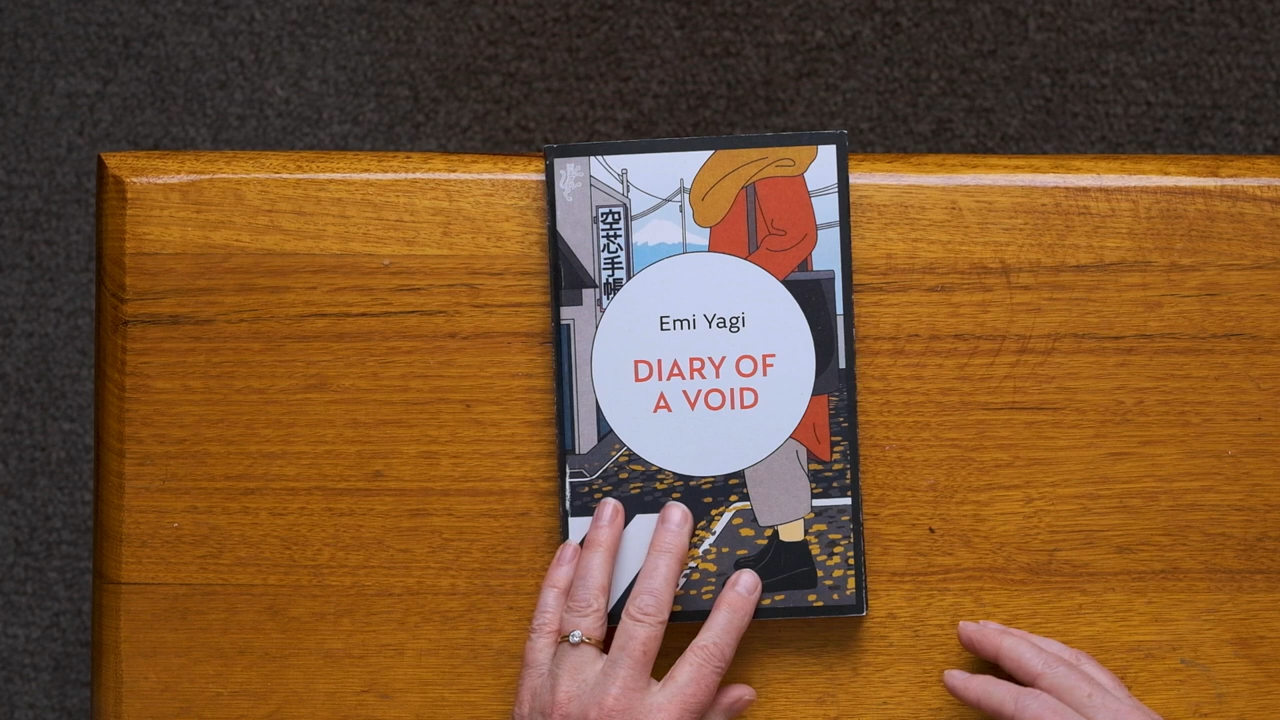 空芯手帳
Emi Yagi
DIARY OF
A VOID